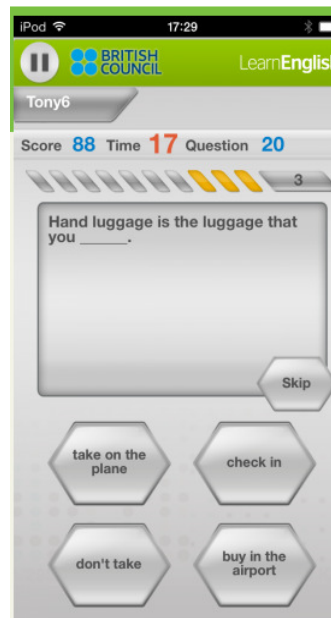 iPod 17:29
BRITISH
COUNCIL
LearnEnglish
Tony6
Score 88 Time 17 Question 20
3
Hand luggage is the luggage that
you ______.
Skip
take on the
plane
check in
don't take
buy in the
airport